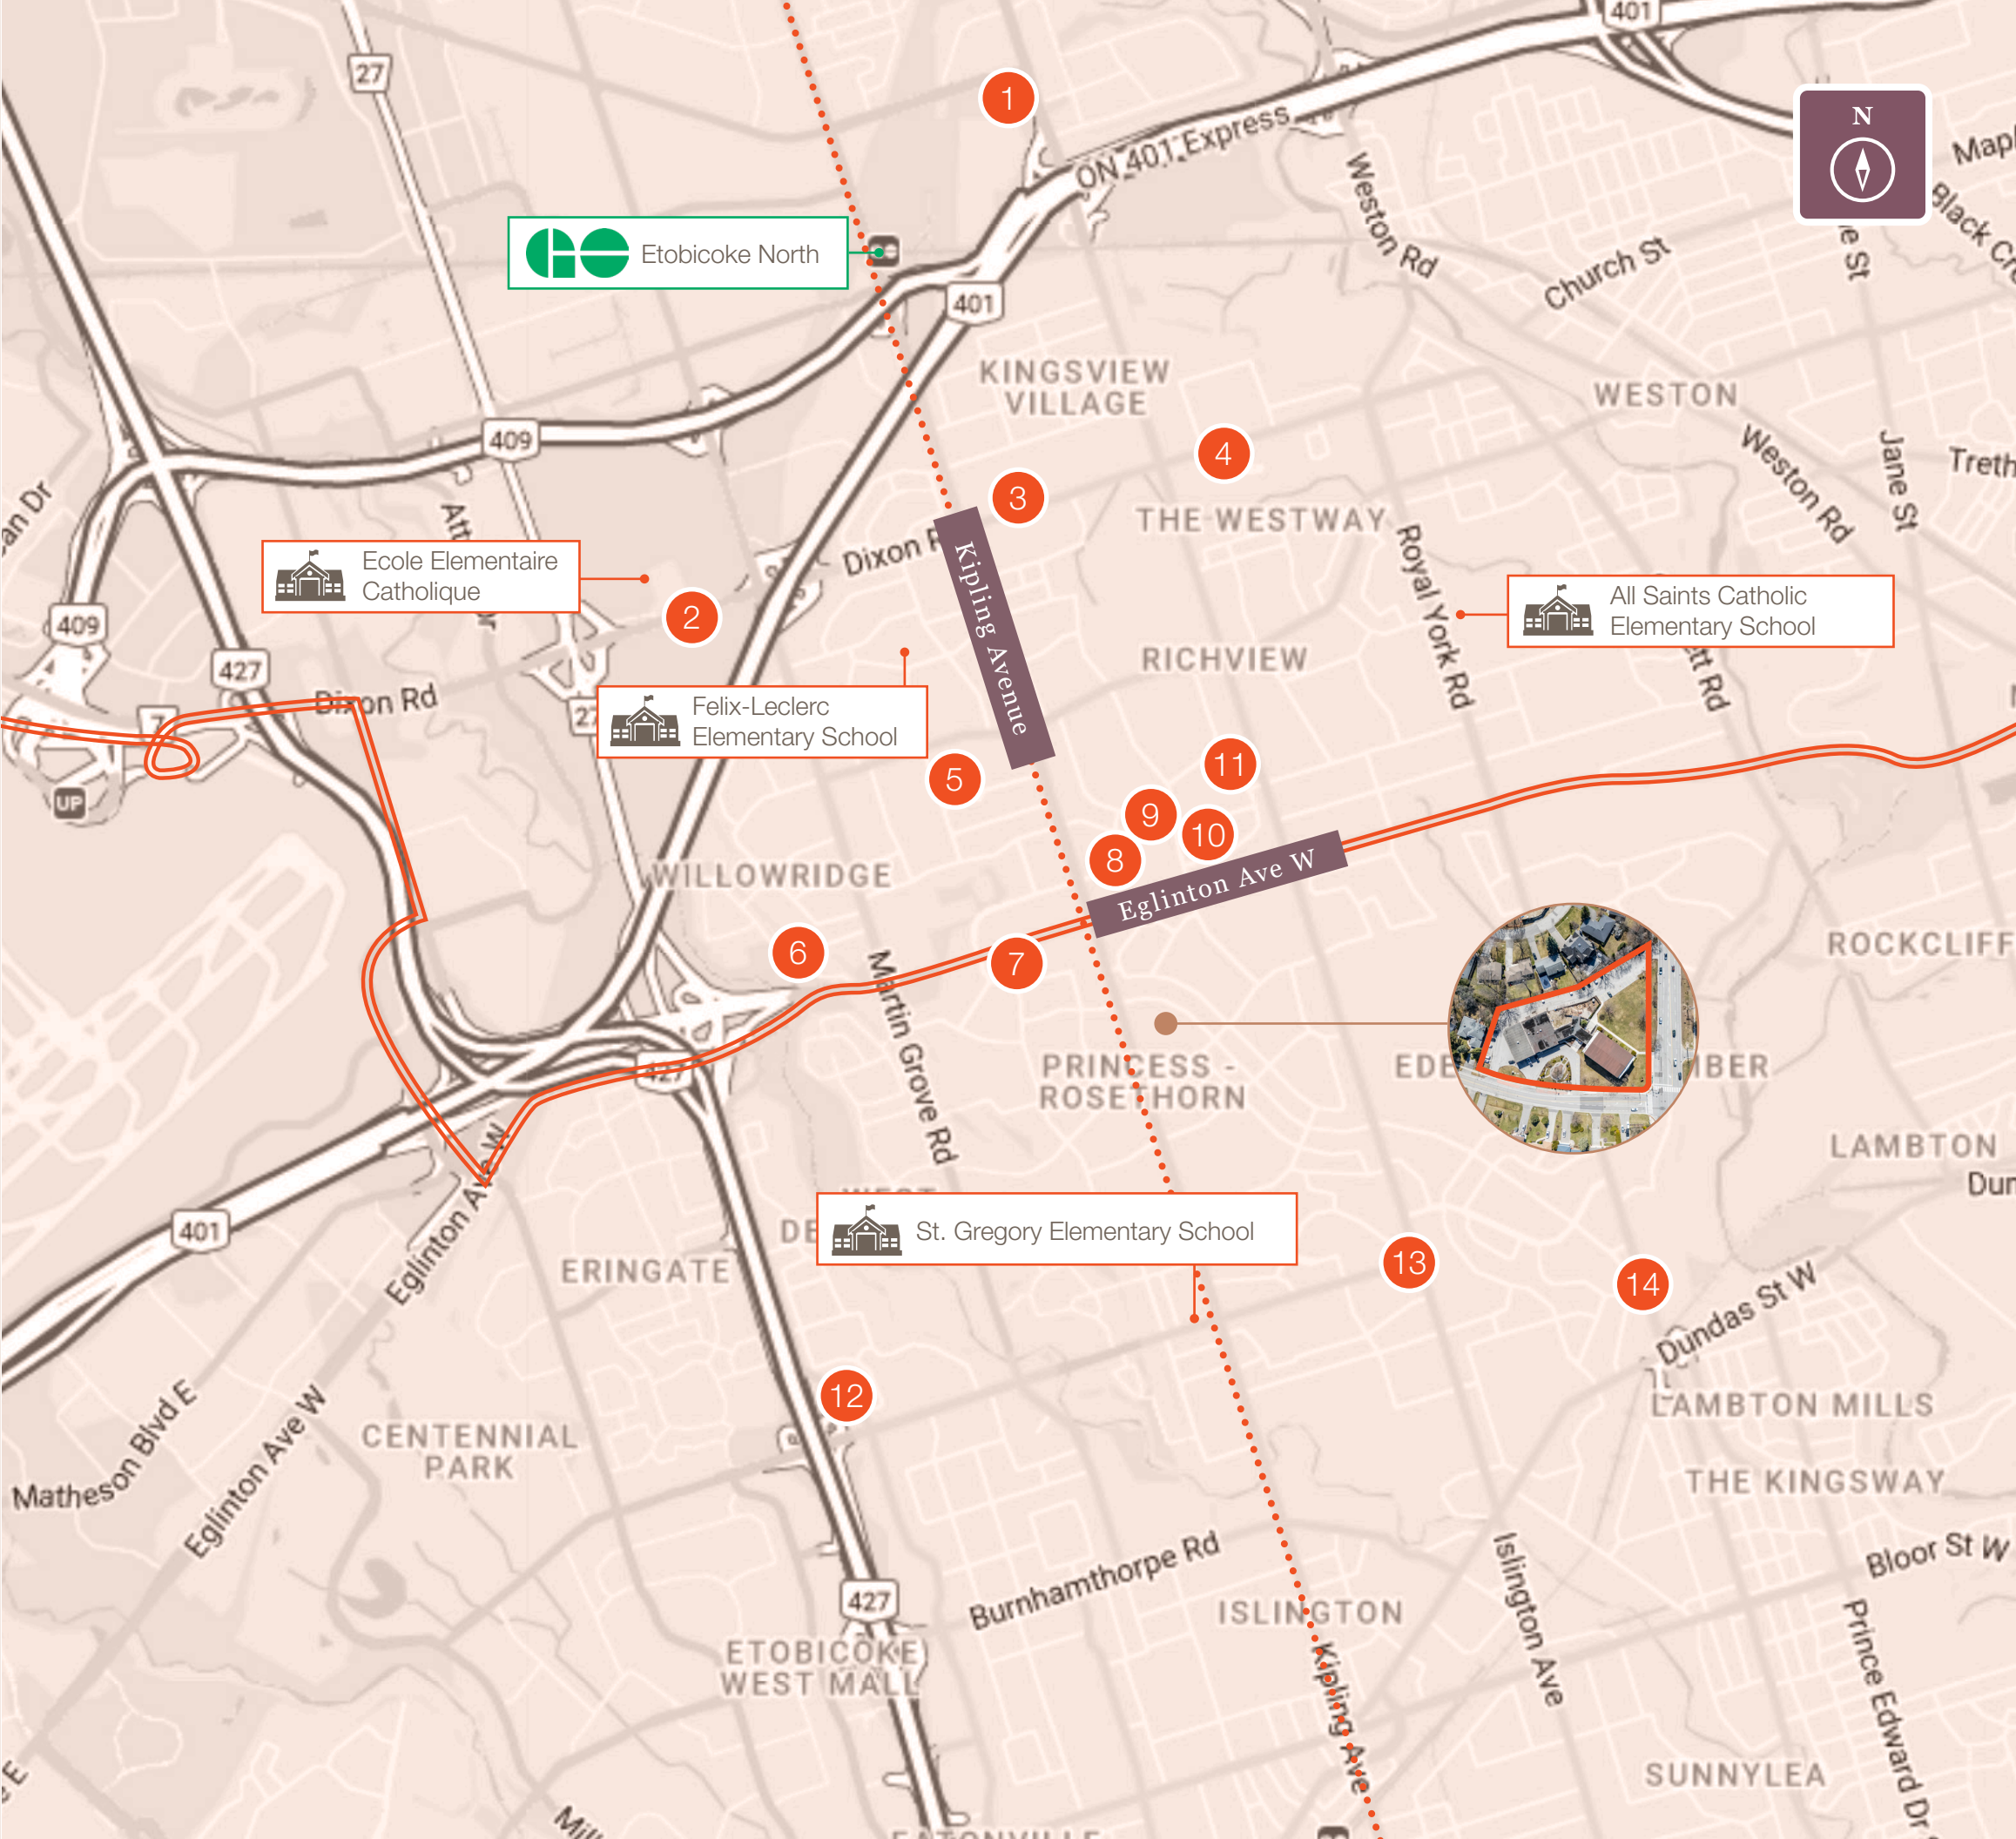 401
27
1
N
ON 401 Express
Weston Rd
Church St
GO Etobicoke North
401
KINGSVIEW
VILLAGE
WESTON
409
4
Weston Rd
Jane St
3
THE WESTWAY
Dixon
Kipling Avenue
Royal York Rd
Ecole Elementaire
Catholique
2
All Saints Catholic
Elementary School
409
427
Dixon Rd
RICHVIEW
27
Felix-Leclerc
Elementary School
7
UP
5
11
9
10
8
Eglinton Ave W
WILLOWRIDGE
6
7
Martin Grove Rd
ROCKCLIFF
427
PRINCESS -
ROSETHORN
LAMBTON
Eglinton Ave W
401
St. Gregory Elementary School
ERINGATE
13
14
Dundas St W
12
LAMBTON MILLS
Matheson Blvd E
Eglinton Ave W
CENTENNIAL
PARK
THE KINGSWAY
Burnhamthorpe Rd
Islington Ave
Bloor St W
427
ISLINGTON
ETOBICOKE
WEST MALL
Kipling Ave
Prince Edward Dr
SUNNYLEA